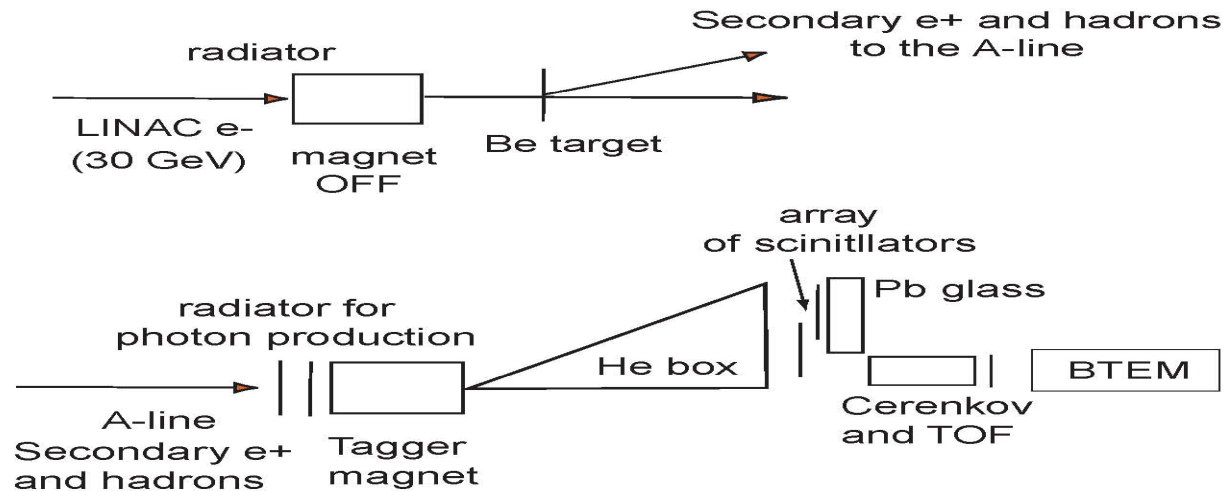 Secondary e+ and hadrons
to the A-line
radiator
LINAC e-
(30 GeV)
magnet
OFF
Be target
array
of scinitllators
Pb glass
radiator for
photon production
He box
BTEM
A-line
Secondary e+
and hadrons
Tagger
magnet
Cerenkov
and TOF